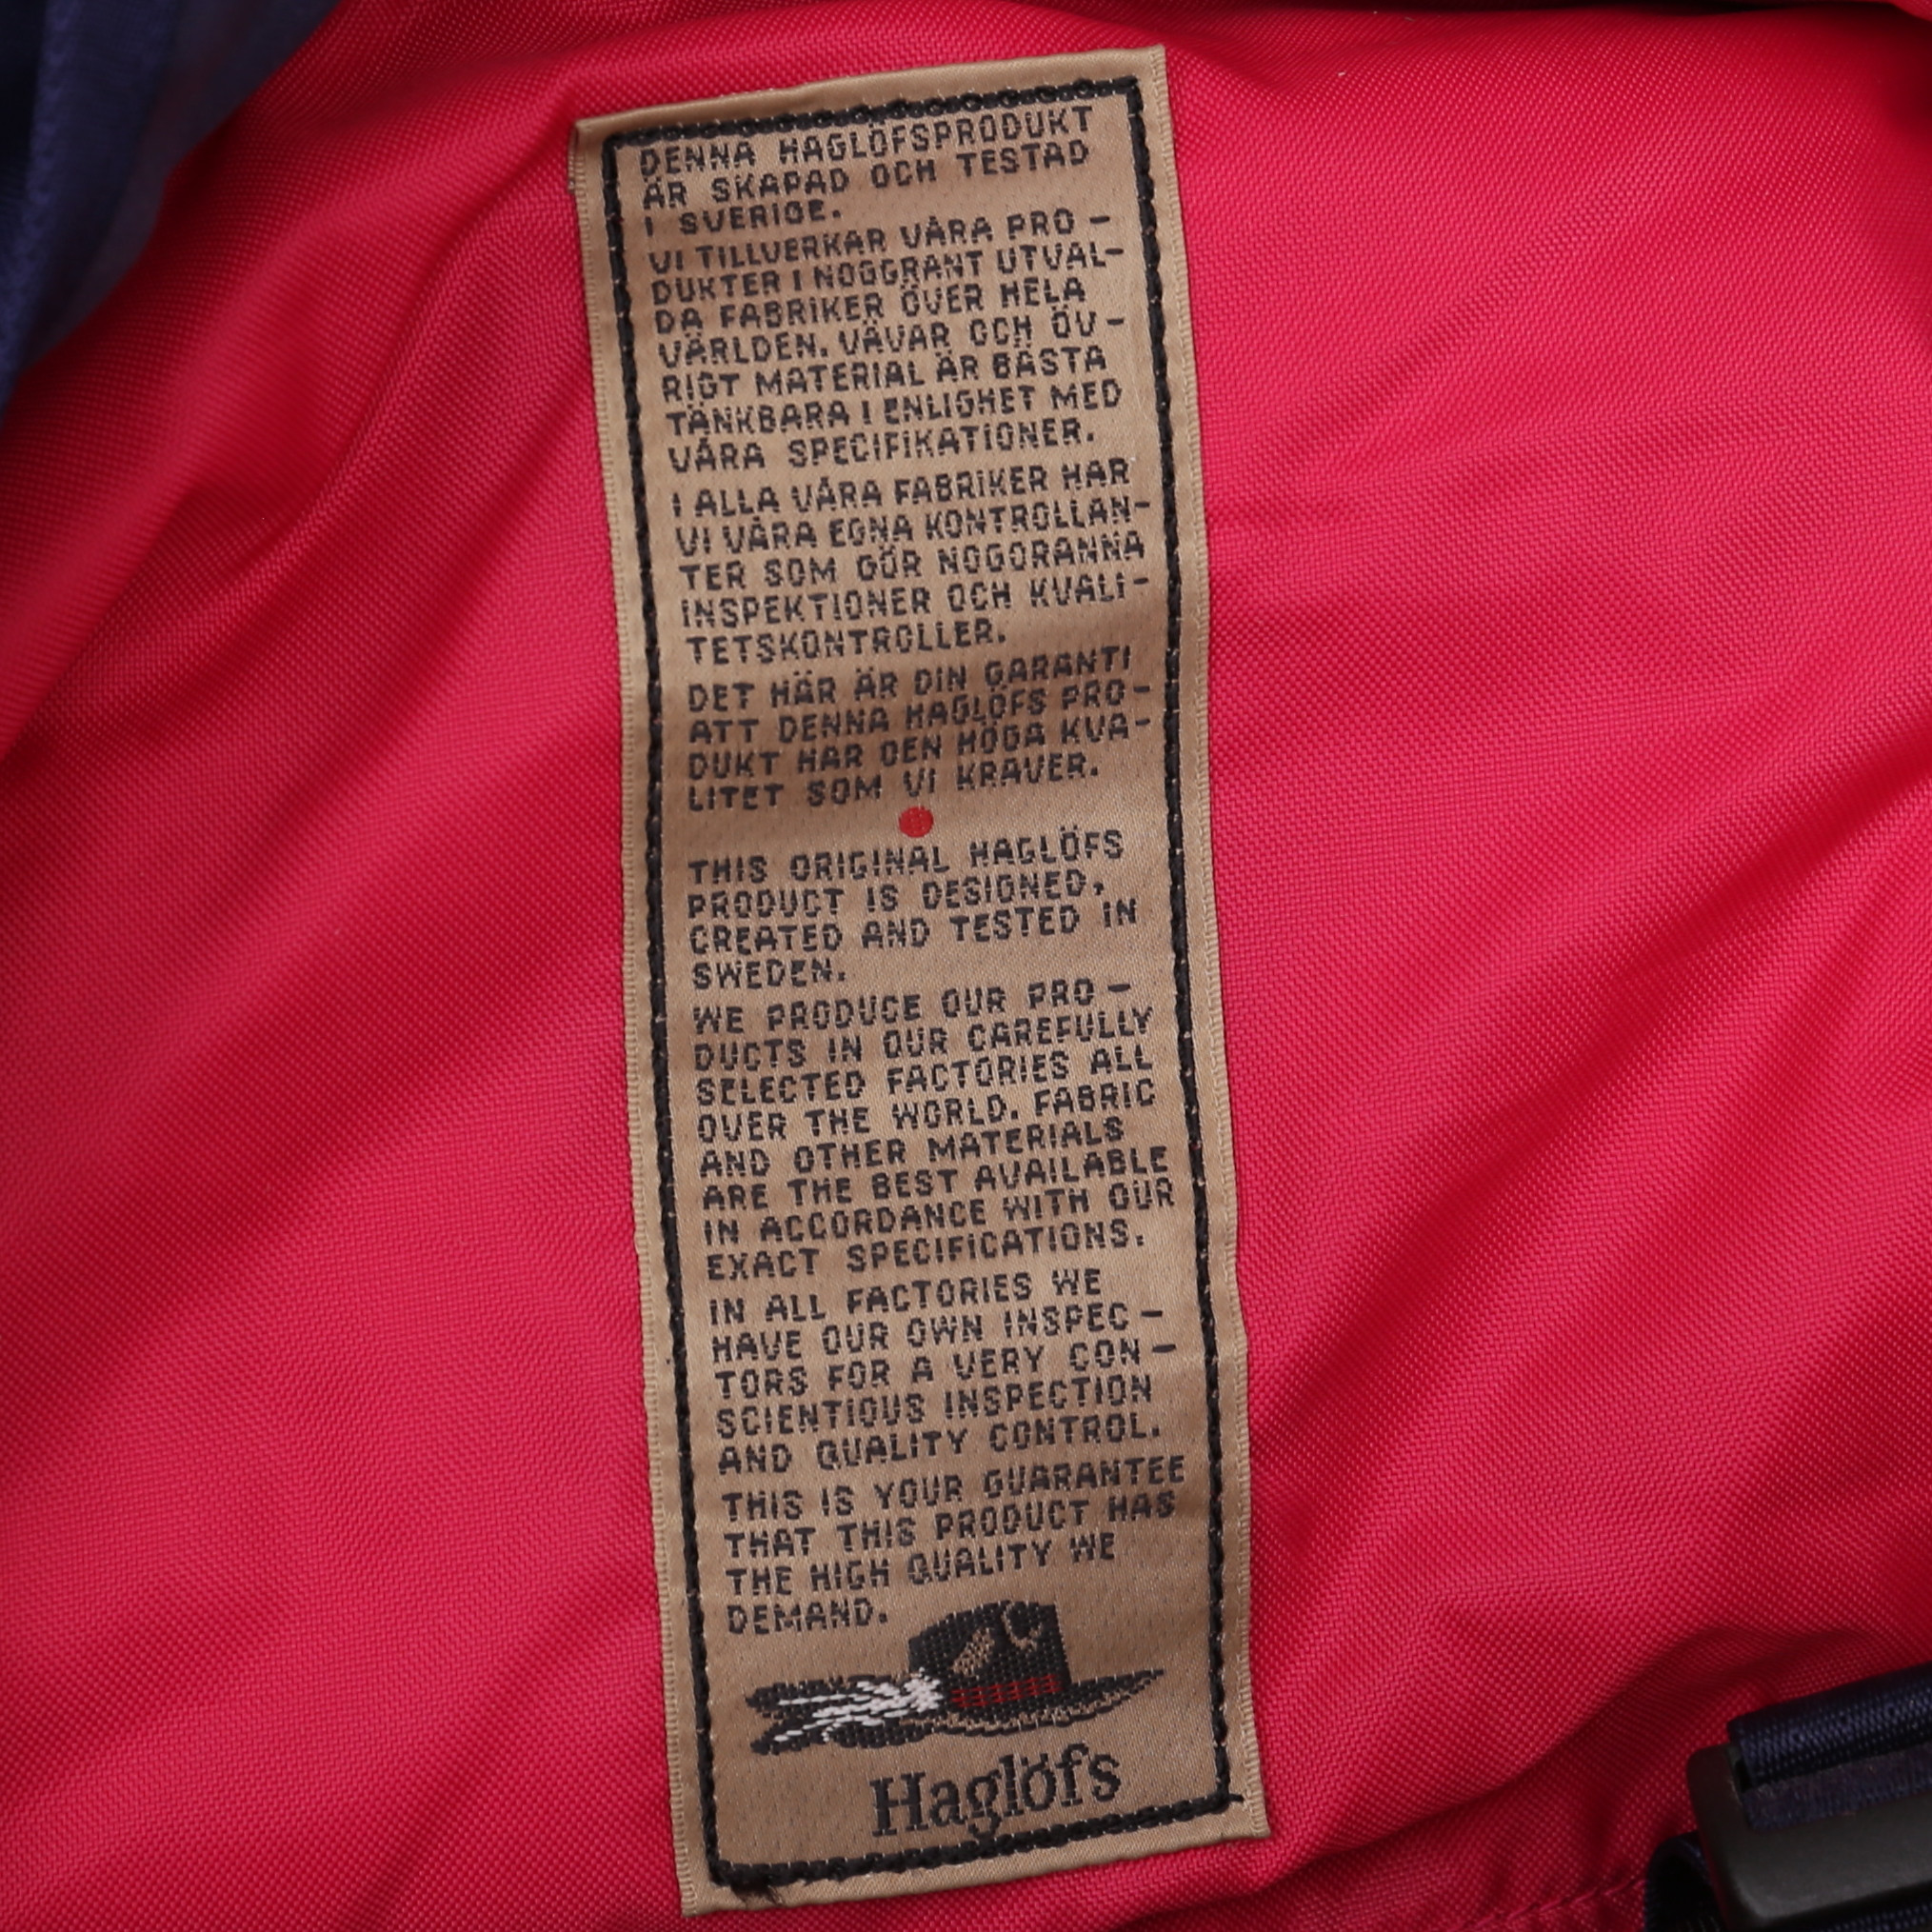 DENNA HAGLÖFSPRODUKT
ÄR SKAPAD OCH TESTAD
I SVERIGE.
VI TILLVERKAR VÅRA PRO-
DUKTER I NOGGRANT UTVAL-
DA FABRIKER ÖVER HELA
VÄRLDEN. VÄVAR OCH ÖV-
RIGT MATERIAL ÄR BÄSTA
TÄNKBARA I ENLIGHET MED
VÅRA SPECIFIKATIONER.
I ALLA VÅRA FABRIKER HAR
VI VÅRA EGNA KONTROLLAN-
TER SOM GÖR NOGGRANNA
INSPEKTIONER OCH KVALI-
TETSKONTROLLER.
DET HÄR ÄR DIN GARANTI
ATT DENNA HAGLÖFS PRO-
DUKT HAR DEN HÖGA KVA-
LITET SOM VI KRÄVER.
THIS ORIGINAL HAGLÖFS
PRODUCT IS DESIGNED,
CREATED AND TESTED IN
SWEDEN.
WE PRODUCE OUR PRO-
DUCTS IN OUR CAREFULLY
SELECTED FACTORIES ALL
OVER THE WORLD. FABRIC
AND OTHER MATERIALS
ARE THE BEST AVAILABLE
IN ACCORDANCE WITH OUR
EXACT SPECIFICATIONS.
IN ALL FACTORIES WE
HAVE OUR OWN INSPEC-
TORS FOR A VERY CON-
SCIENTIOUS INSPECTION
AND QUALITY CONTROL.
THIS IS YOUR GUARANTEE
THAT THIS PRODUCT HAS
THE HIGH QUALITY WE
DEMAND.
Haglöfs